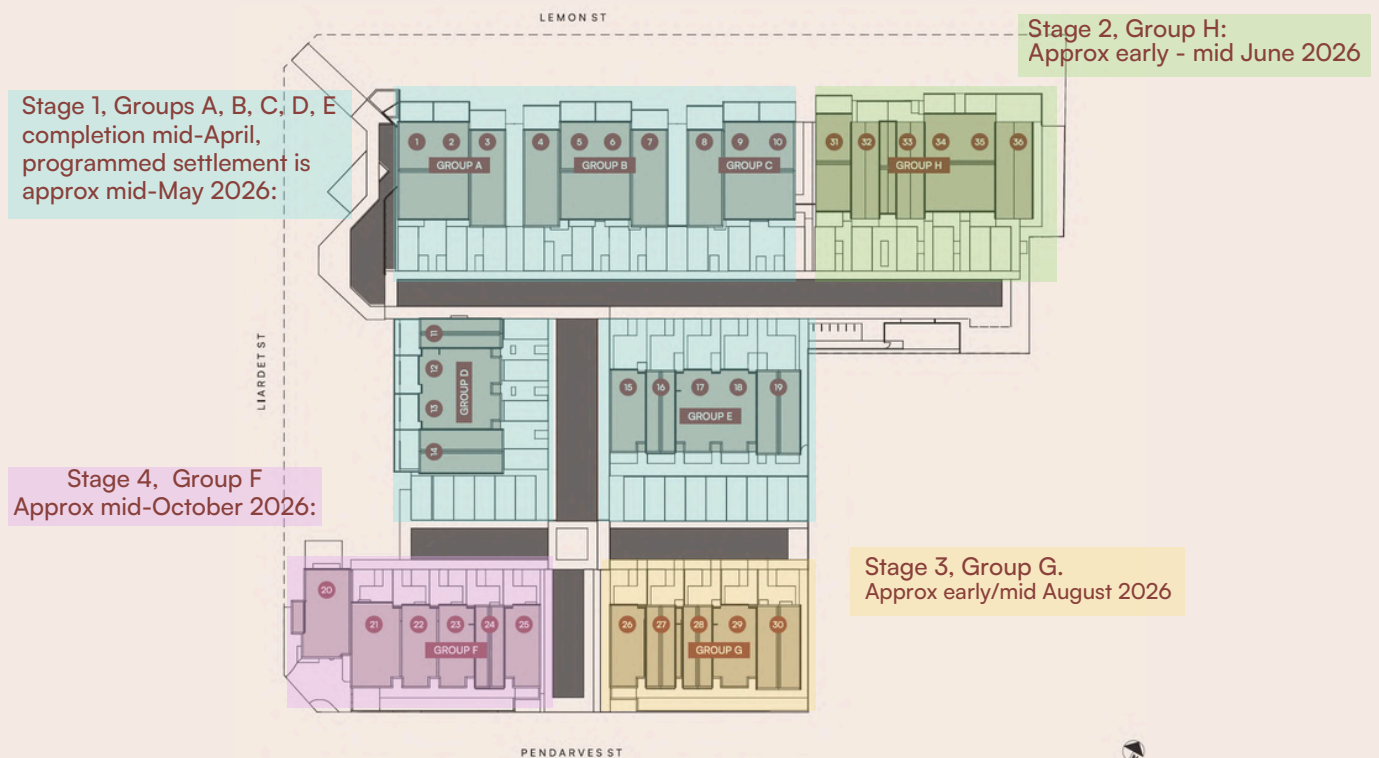 LEMON ST
Stage 2, Group H:
Approx early - mid June 2026
Stage 1, Groups A, B, C, D, E
completion mid-April,
programmed settlement is
approx mid-May 2026:
1 2 3 4 5 6 7 8 9 10 31 32 33 34 35 36
GROUP A GROUP B GROUP C GROUP H
LIARDET ST
11
12
13
14
GROUP D
15 16 17 18 19
GROUP E
Stage 4, Group F
Approx mid-October 2026:
Stage 3, Group G.
Approx early/mid August 2026
20
21 22 23 24 25
GROUP F
26 27 28 29 30
GROUP G
PENDARVES ST